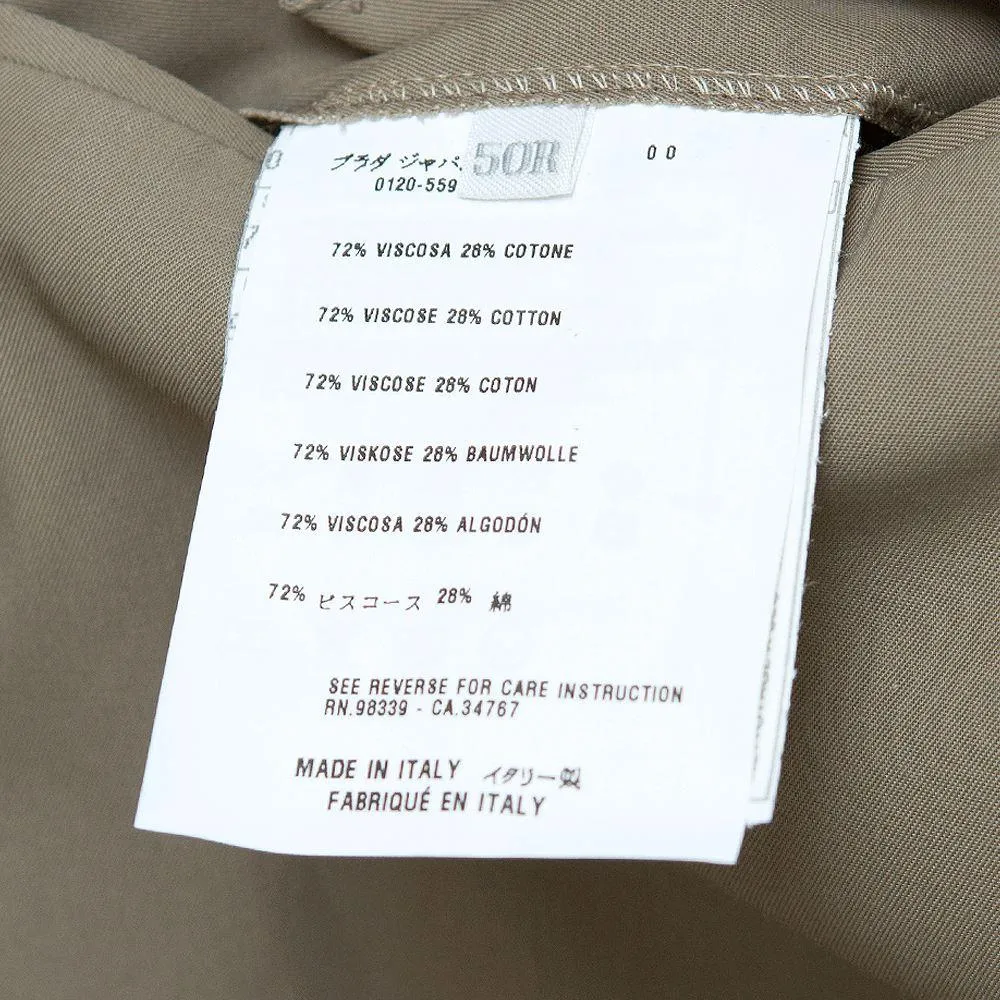 プラダ ジャパ
50R
00
0120-559
72% VISCOSA 28% COTONE
72% VISCOSE 28% COTTON
72% VISCOSE 28% COTON
72% VISKOSE 28% BAUMWOLLE
72% VISCOSA 28% ALGODÓN
72% ビスコース 28% 綿
SEE REVERSE FOR CARE INSTRUCTION
RN.98339 - CA.34767
MADE IN ITALY イタリー製
FABRIQUÉ EN ITALY